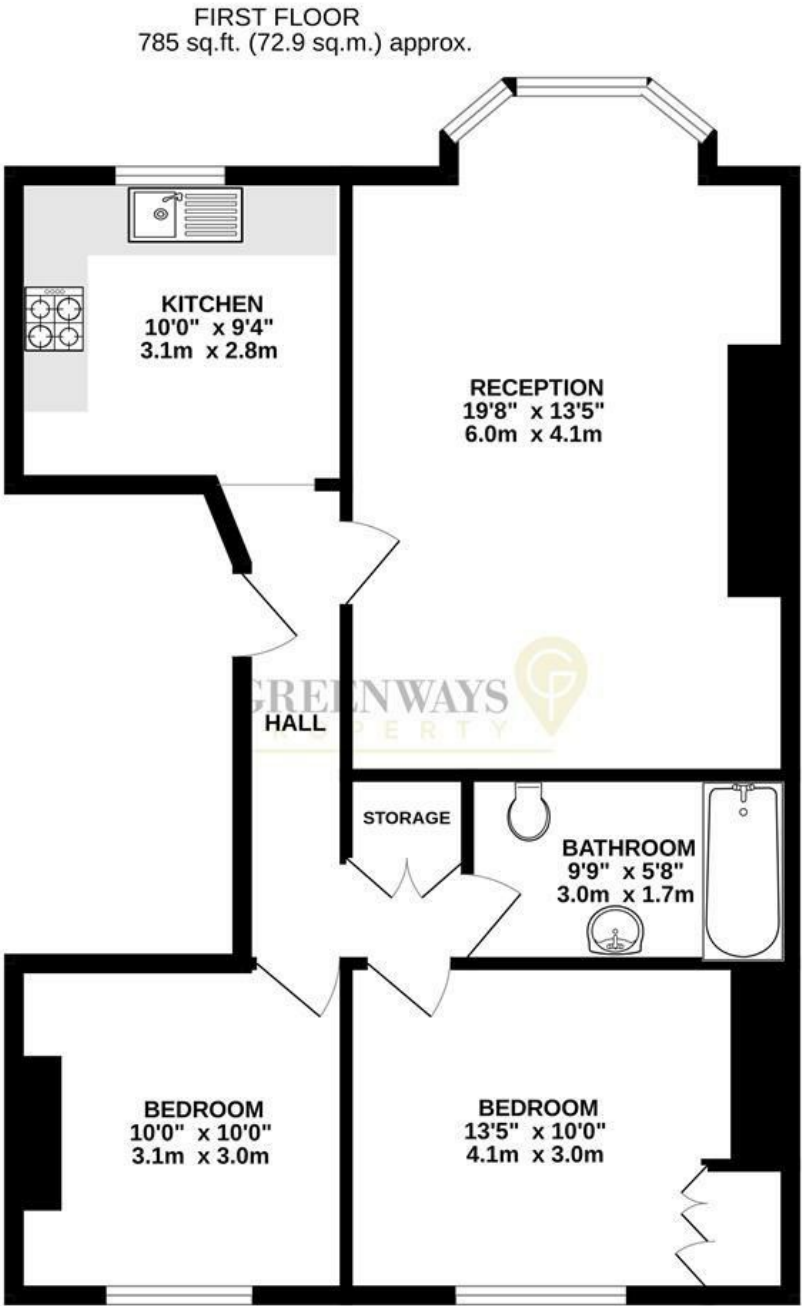 FIRST FLOOR
785 sq.ft. (72.9 sq.m.) approx.
KITCHEN
10'0" x 9'4"
3.1m x 2.8m
RECEPTION
19'8" x 13'5"
6.0m x 4.1m
GREENWAYS
PROPERTY
HALL
STORAGE
BATHROOM
9'9" x 5'8"
3.0m x 1.7m
BEDROOM
10'0" x 10'0"
3.1m x 3.0m
BEDROOM
13'5" x 10'0"
4.1m x 3.0m